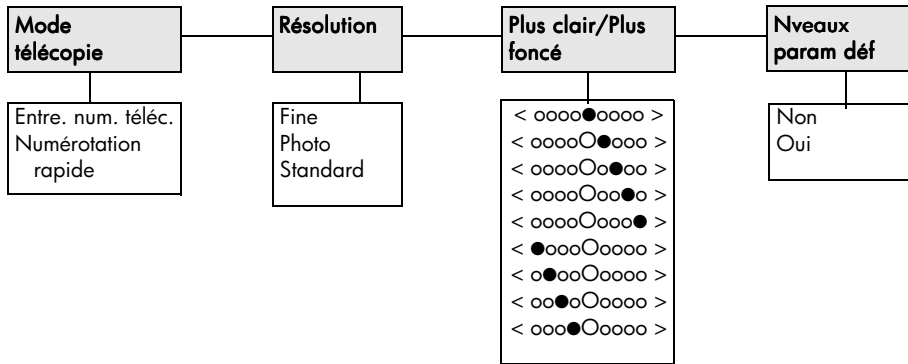 Mode
télécopie
Entre. num. téléc.
Numérotation
rapide
Résolution
Fine
Photo
Standard
Plus clair/Plus
foncé
< oooo●oooo >
< ooooO●ooo >
< ooooOo●oo >
< ooooOoo●o >
< ooooOooo● >
< ●oooOoooo >
< o●ooOoooo >
< oo●oOoooo >
< ooo●Ooooo >
Nveaux
param déf
Non
Oui